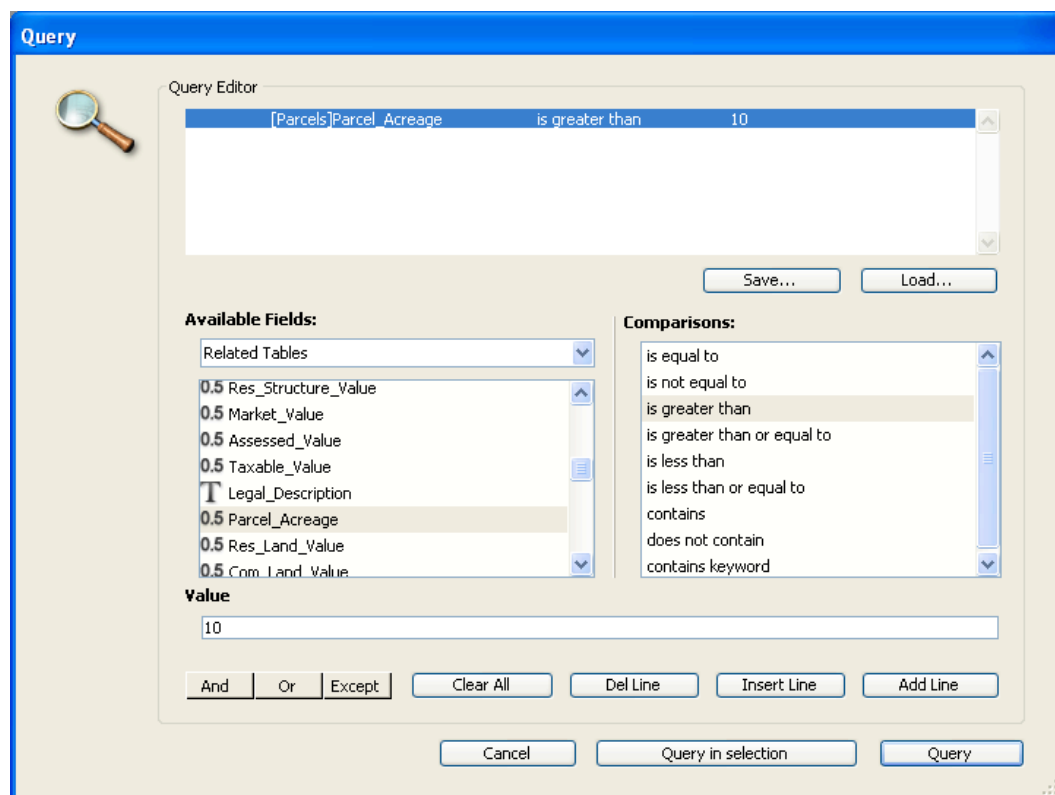 Query
Query Editor
[Parcels]Parcel_Acreage is greater than 10
Save... Load...
Available Fields: Comparisons:
Related Tables
0.5 Res_Structure_Value
0.5 Market_Value
0.5 Assessed_Value
0.5 Taxable_Value
T Legal_Description
0.5 Parcel_Acreage
0.5 Res_Land_Value
0.5 Com_Land_Value
is equal to
is not equal to
is greater than
is greater than or equal to
is less than
is less than or equal to
contains
does not contain
contains keyword
Value
10
And Or Except Clear All Del Line Insert Line Add Line
Cancel Query in selection Query